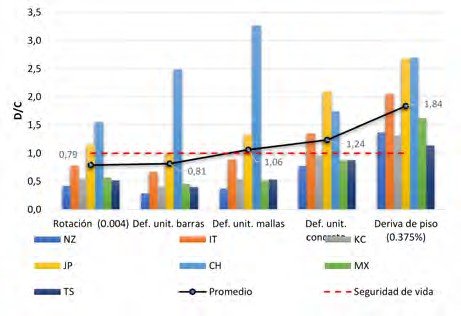 3,5
3,0
2,5
2,0
1,5
1,0
0,5
0,0
D/C
0,79
0,81
1,06
1,24
1,84
Rotación (0.004) Def. unit. barras Def. unit. mallas Def. unit. concreto Deriva de piso
(0.375%)
NZ IT KC
JP CH MX
TS Promedio Seguridad de vida